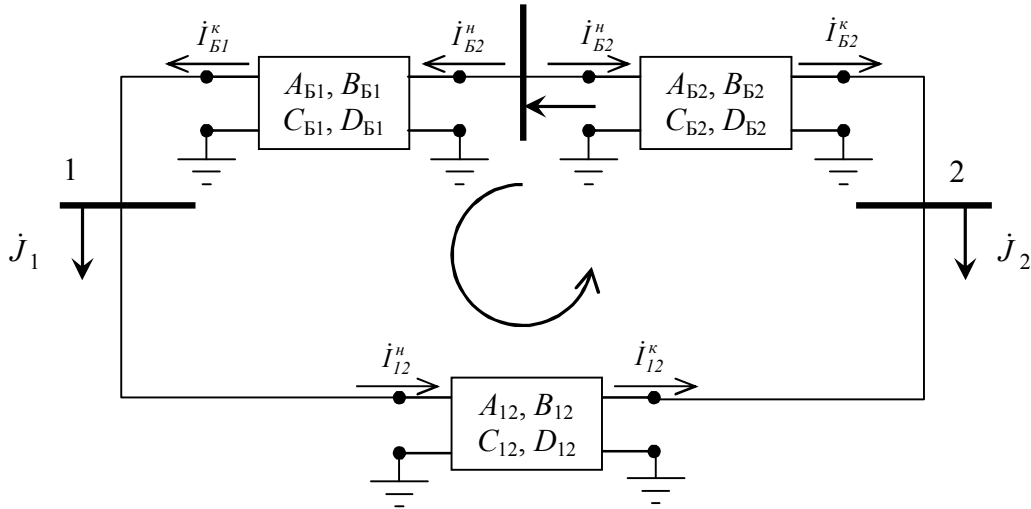 İ^к_Б1
İ^н_Б2
İ^н_Б2
İ^к_Б2
A_Б1, B_Б1
C_Б1, D_Б1
A_Б2, B_Б2
C_Б2, D_Б2
1
2
J̇_1
J̇_2
İ^н_12
İ^к_12
A_12, B_12
C_12, D_12